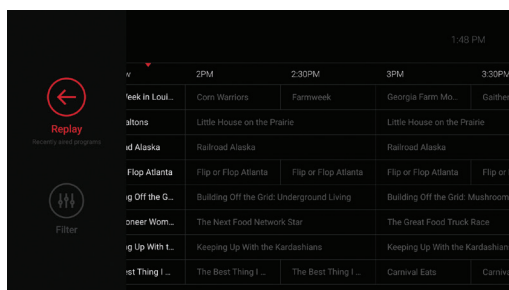 1:48 PM
w 2PM 2:30PM 3PM 3:30PM
Week in Loui... Corn Warriors Farmweek Georgia Farm Mo... Gaithe
altons Little House on the Prairie Little House on the Prairie
ad Alaska Railroad Alaska Railroad Alaska
Flop Atlanta Flip or Flop Atlanta Flip or Flop Atlanta Flip or Flop Atlanta Flip or
ng Off the G... Building Off the Grid: Underground Living Building Off the Grid: Mushroom
oneer Wom... The Next Food Network Star The Great Food Truck Race
ng Up With t... Keeping Up With the Kardashians Keeping Up With the Kardashian
est Thing I ... The Best Thing I ... The Best Thing I ... Carnival Eats Carniva
Replay
Recently aired programs
Filter